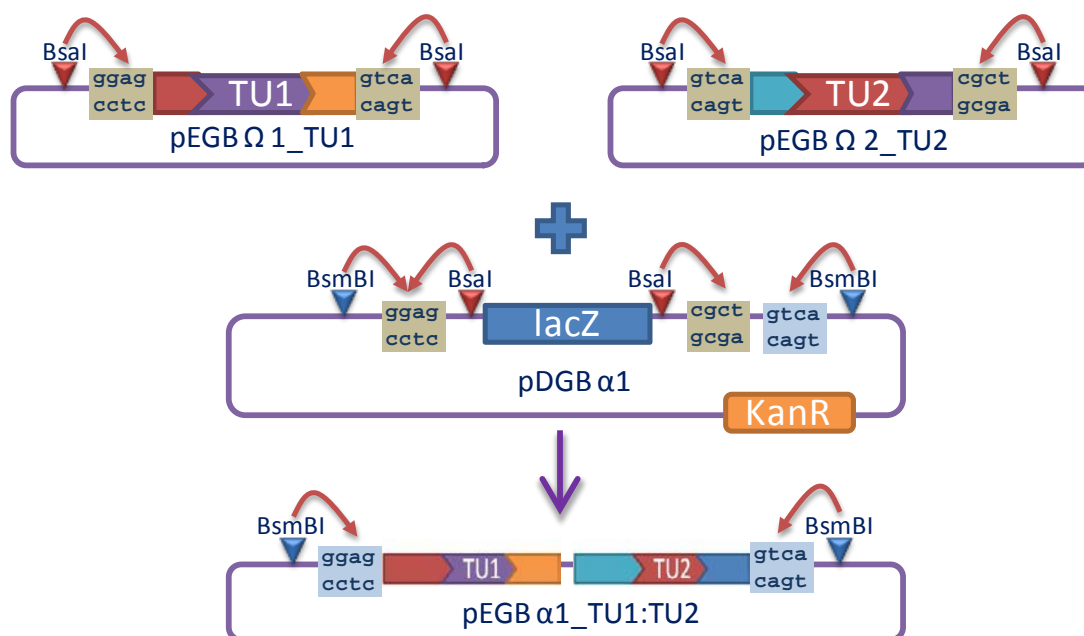 BsaI BsaI BsaI BsaI
ggag gtca gtca cgct
cctc TU1 cagt cagt TU2 gcga
pEGB Ω 1_TU1 pEGB Ω 2_TU2
BsmBI BsaI BsaI BsmBI
ggag lacZ cgct gtca
cctc gcga cagt
pDGB α1
KanR
BsmBI BsmBI
ggag TU1 TU2 gtca
cctc cagt
pEGB α1_TU1:TU2